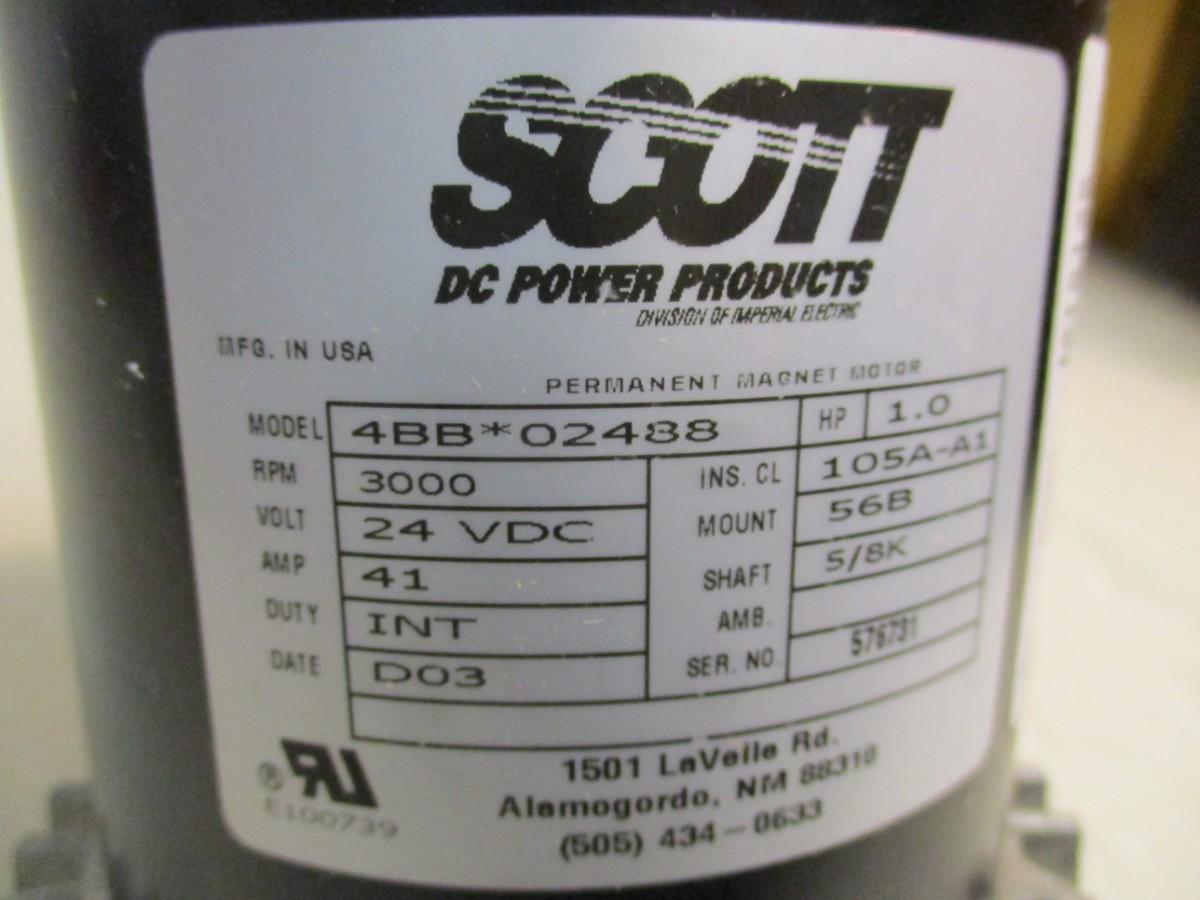 SCOTT
DC POWER PRODUCTS
DIVISION OF IMPERIAL ELECTRIC
MFG. IN USA
PERMANENT MAGNET MOTOR
MODEL 4BB*02488 HP 1.0
RPM 3000 INS. CL 105A-A1
VOLT 24 VDC MOUNT 56B
AMP 41 SHAFT 5/8K
DUTY INT AMB.
DATE D03 SER. NO. 576731
RU ®
E100739
1501 LaVelle Rd.
Alamogordo, NM 88310
(505) 434-0633